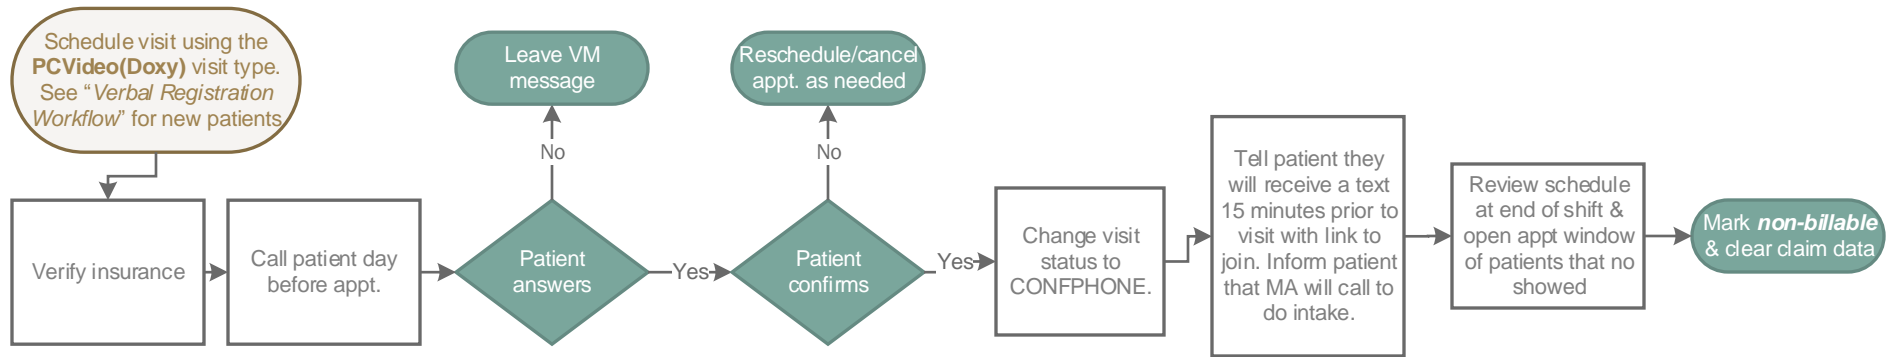 Schedule visit using the
PCVideo(Doxy) visit type.
See “Verbal Registration
Workflow” for new patients
Verify insurance
Call patient day
before appt.
Leave VM
message
No
Patient
answers
Yes
Reschedule/cancel
appt. as needed
No
Patient
confirms
Yes
Change visit
status to
CONFPHONE.
Tell patient they
will receive a text
15 minutes prior to
visit with link to
join. Inform patient
that MA will call to
do intake.
Review schedule
at end of shift &
open appt window
of patients that no
showed
Mark non-billable
& clear claim data